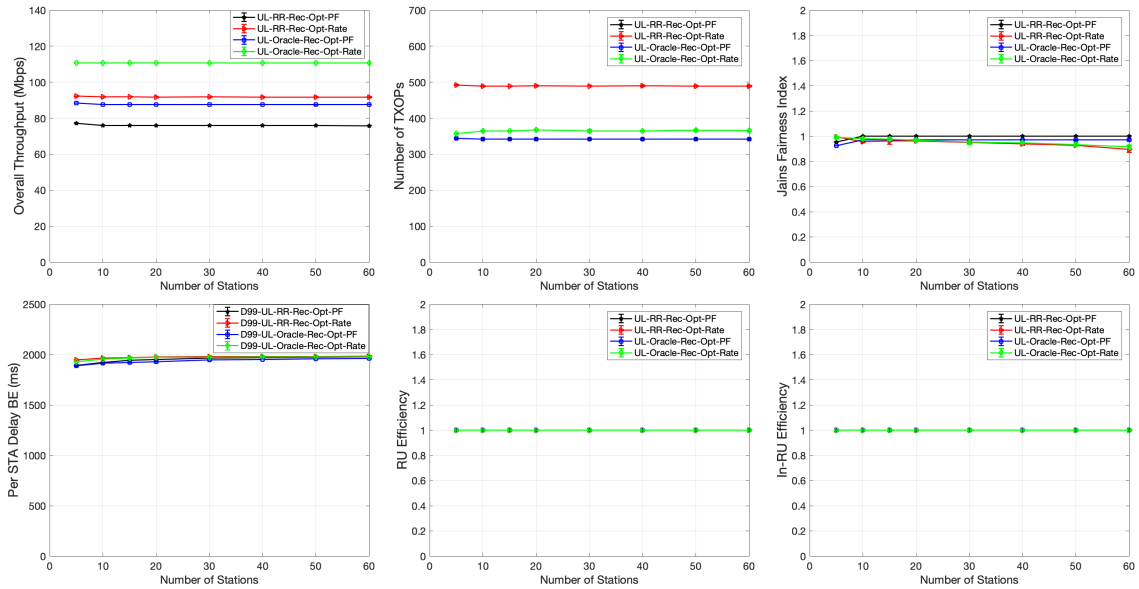 140
120
100
80
60
40
20
0
Overall Throughput (Mbps)
0 10 20 30 40 50 60
Number of Stations
UL-RR-Rec-Opt-PF
UL-RR-Rec-Opt-Rate
UL-Oracle-Rec-Opt-PF
UL-Oracle-Rec-Opt-Rate
700
600
500
400
300
200
100
0
Number of TXOPs
0 10 20 30 40 50 60
Number of Stations
UL-RR-Rec-Opt-PF
UL-RR-Rec-Opt-Rate
UL-Oracle-Rec-Opt-PF
UL-Oracle-Rec-Opt-Rate
2
1.8
1.6
1.4
1.2
1
0.8
0.6
0.4
0.2
0
Jains Fairness Index
0 10 20 30 40 50 60
Number of Stations
UL-RR-Rec-Opt-PF
UL-RR-Rec-Opt-Rate
UL-Oracle-Rec-Opt-PF
UL-Oracle-Rec-Opt-Rate
2500
2000
1500
1000
500
0
Per STA Delay BE (ms)
0 10 20 30 40 50 60
Number of Stations
D99-UL-RR-Rec-Opt-PF
D99-UL-RR-Rec-Opt-Rate
D99-UL-Oracle-Rec-Opt-PF
D99-UL-Oracle-Rec-Opt-Rate
2
1.8
1.6
1.4
1.2
1
0.8
0.6
0.4
0.2
0
RU Efficiency
0 10 20 30 40 50 60
Number of Stations
UL-RR-Rec-Opt-PF
UL-RR-Rec-Opt-Rate
UL-Oracle-Rec-Opt-PF
UL-Oracle-Rec-Opt-Rate
2
1.8
1.6
1.4
1.2
1
0.8
0.6
0.4
0.2
0
In-RU Efficiency
0 10 20 30 40 50 60
Number of Stations
UL-RR-Rec-Opt-PF
UL-RR-Rec-Opt-Rate
UL-Oracle-Rec-Opt-PF
UL-Oracle-Rec-Opt-Rate